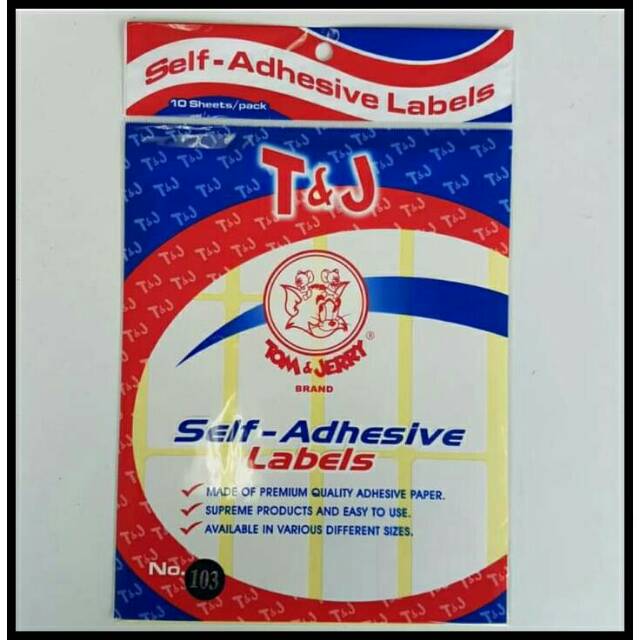 Self-Adhesive Labels
10 Sheets/pack
T&J
TOM & JERRY
®
BRAND
Self-Adhesive
Labels
MADE OF PREMIUM QUALITY ADHESIVE PAPER.
SUPREME PRODUCTS AND EASY TO USE.
AVAILABLE IN VARIOUS DIFFERENT SIZES.
No. 103